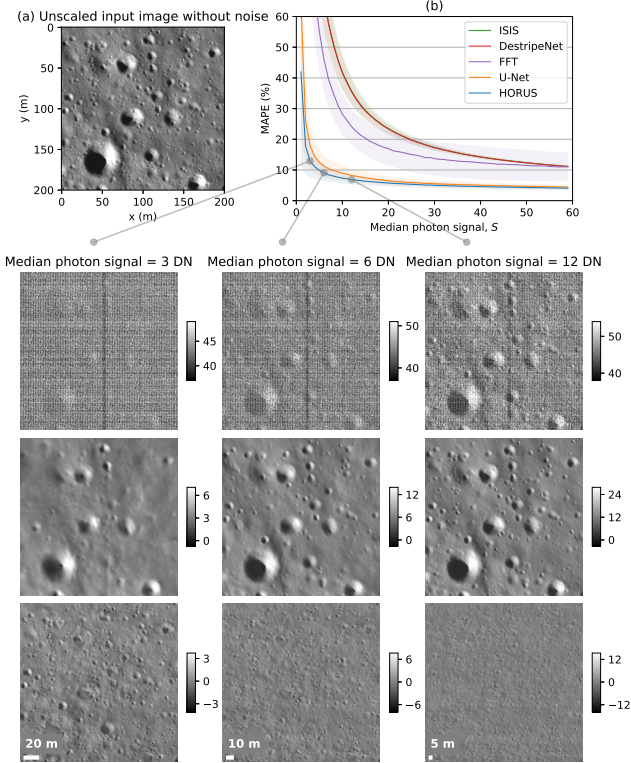 (a) Unscaled input image without noise
0
50
100
150
200
y (m)
0
50
100
150
200
x (m)
(b)
60
50
40
30
20
10
0
MAPE (%)
ISIS
DestripeNet
FFT
U-Net
HORUS
0
10
20
30
40
50
60
Median photon signal, S
Median photon signal = 3 DN
Median photon signal = 6 DN
Median photon signal = 12 DN
45
40
50
40
50
40
6
3
0
12
6
0
24
12
0
3
0
−3
6
0
−6
12
0
−12
20 m
10 m
5 m